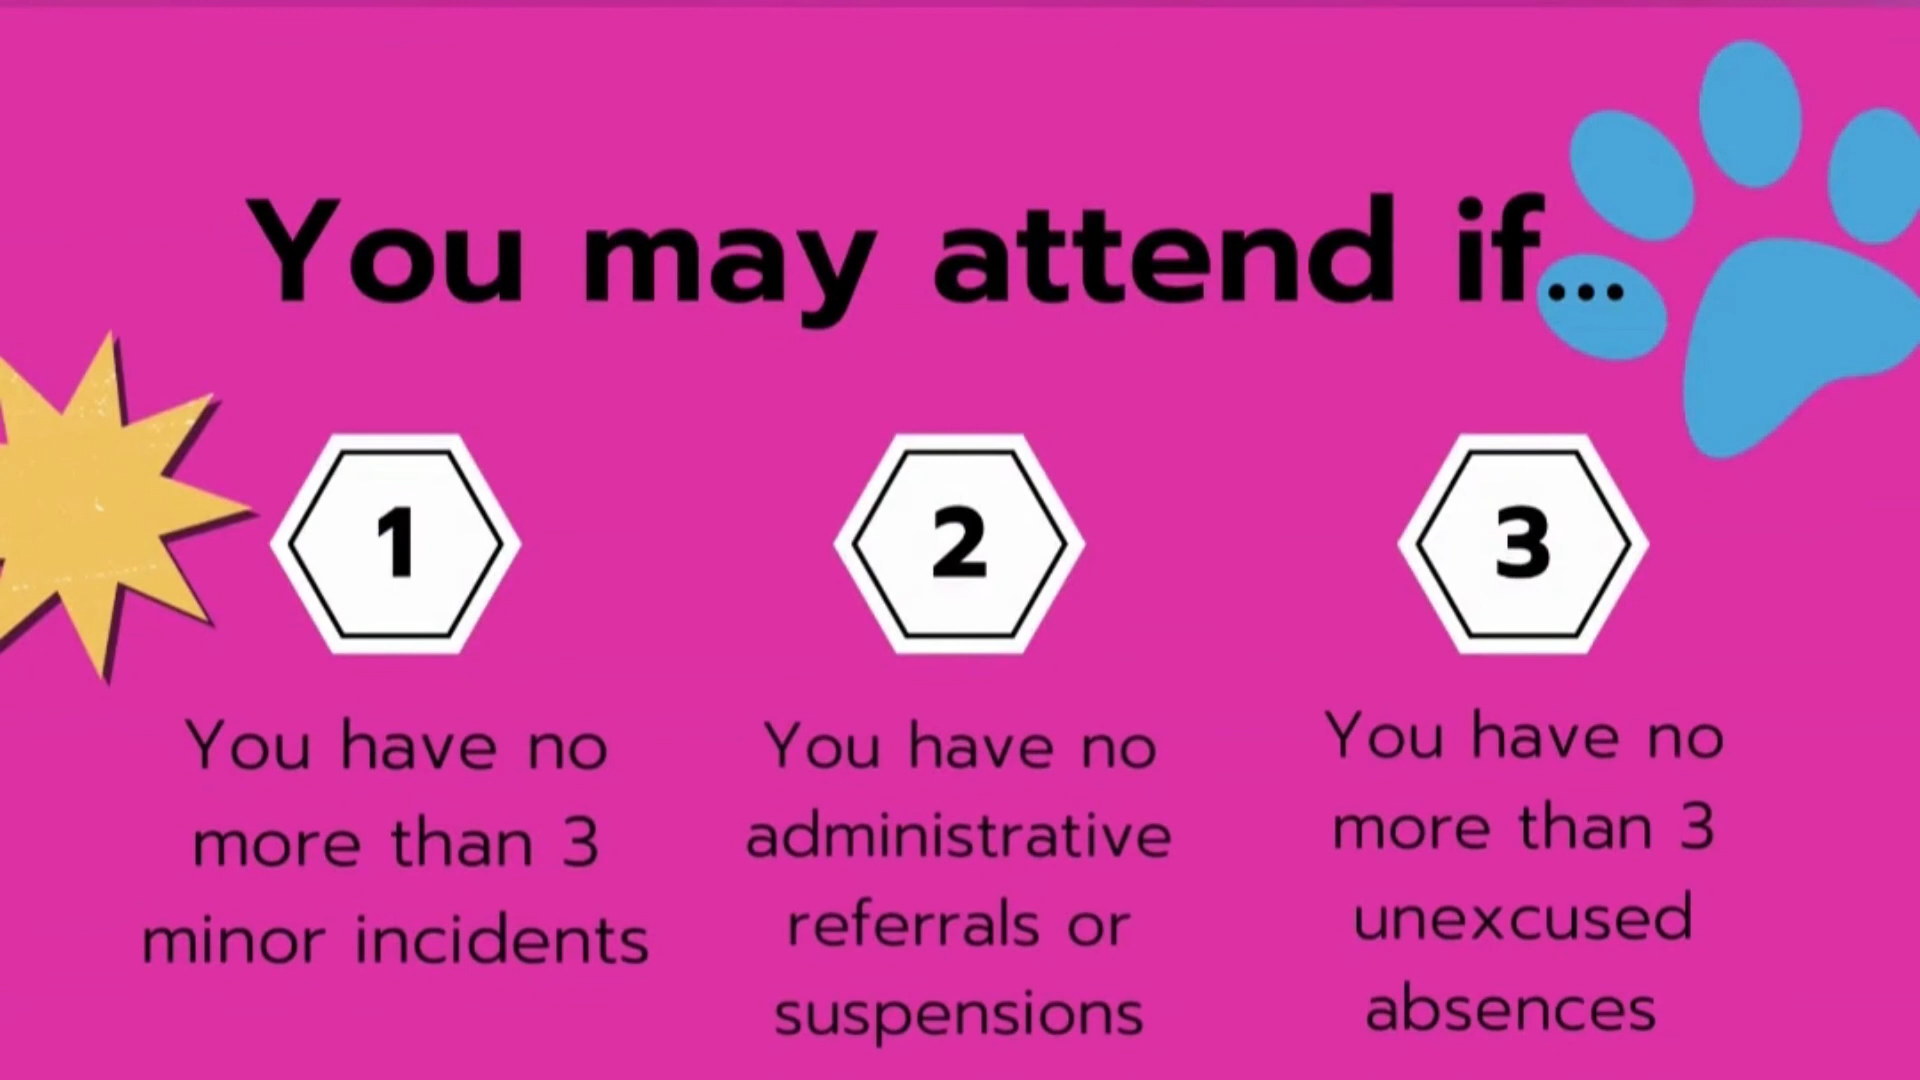 You may attend if...
1
You have no
more than 3
minor incidents
2
You have no
administrative
referrals or
suspensions
3
You have no
more than 3
unexcused
absences